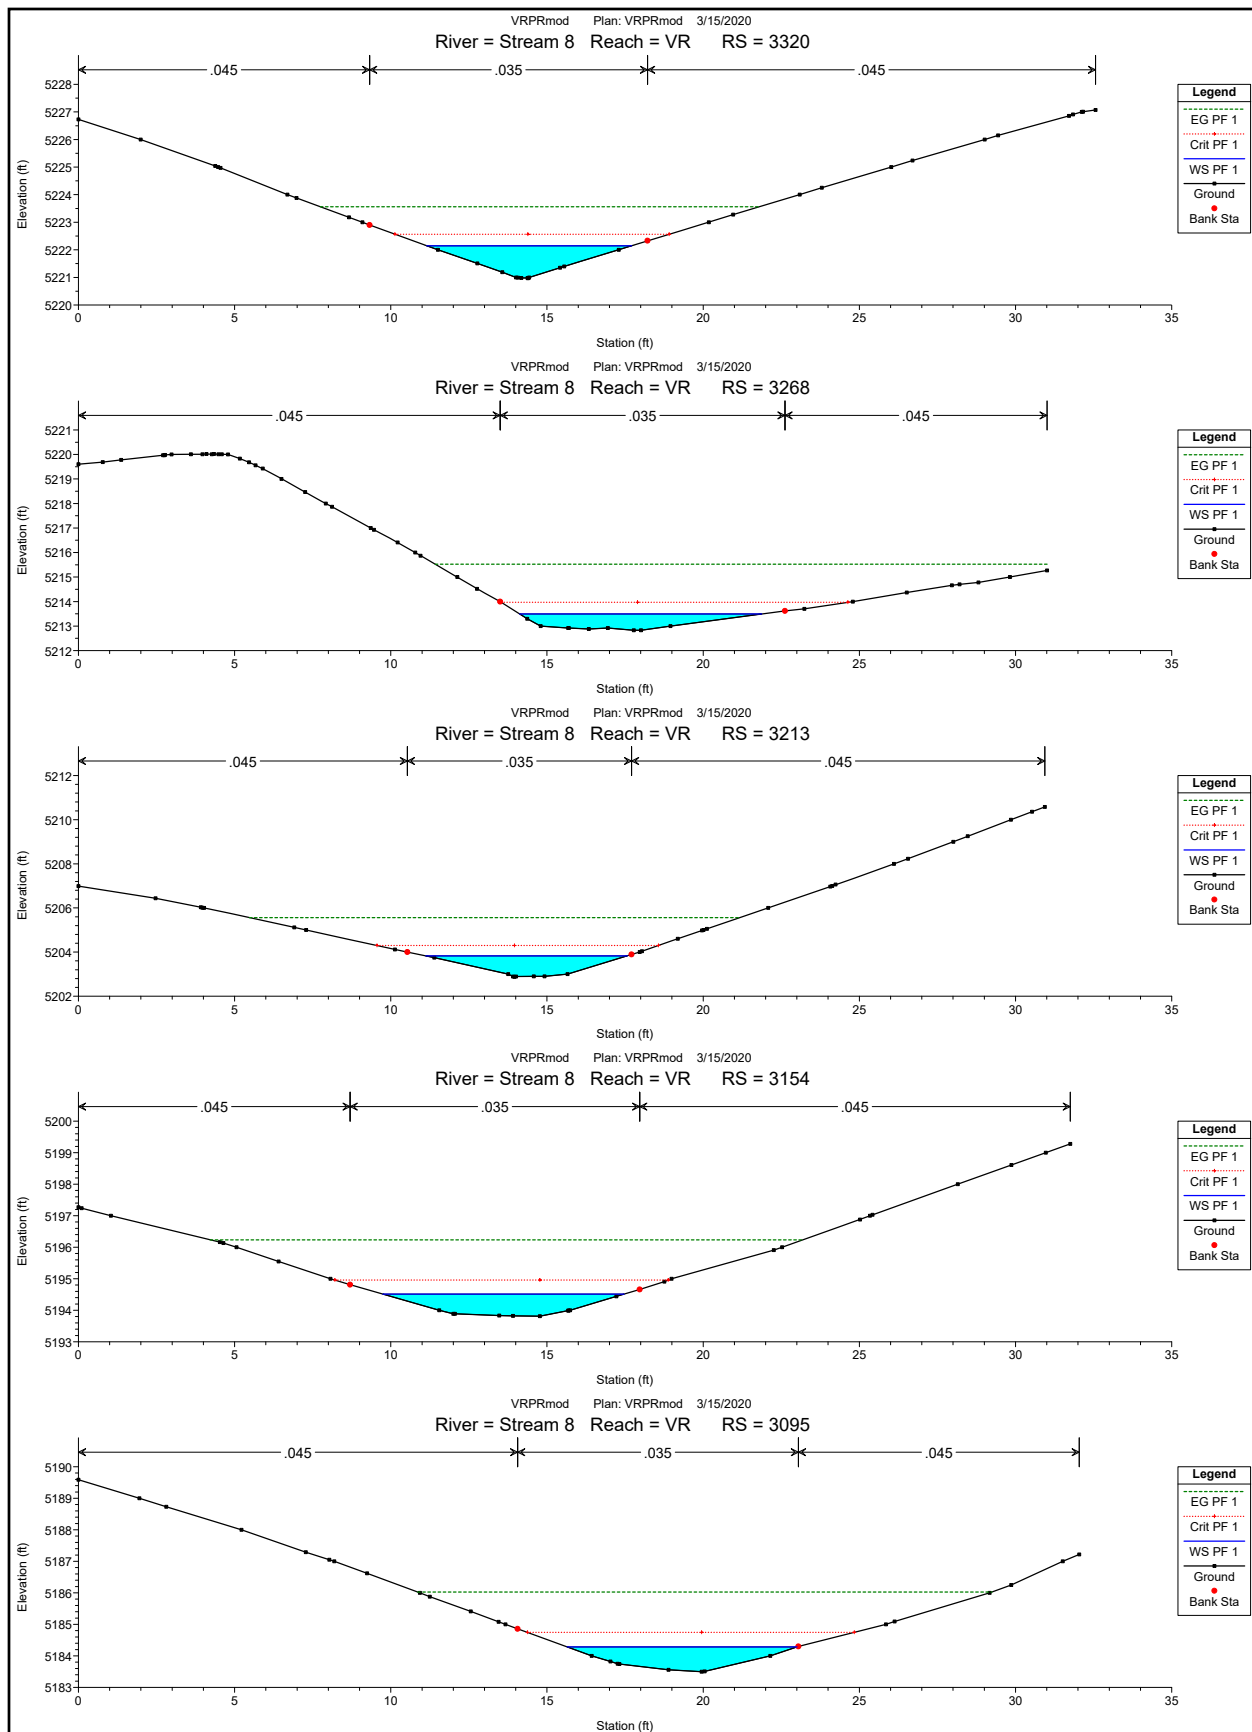 VRPRmod Plan: VRPRmod 3/15/2020
River = Stream 8 Reach = VR RS = 3320
.045 .035 .045
5228
5227
5226
5225
5224
5223
5222
5221
5220
Elevation (ft)
0 5 10 15 20 25 30 35
Station (ft)
Legend
EG PF 1
Crit PF 1
WS PF 1
Ground
Bank Sta
VRPRmod Plan: VRPRmod 3/15/2020
River = Stream 8 Reach = VR RS = 3268
.045 .035 .045
5221
5220
5219
5218
5217
5216
5215
5214
5213
5212
Elevation (ft)
0 5 10 15 20 25 30 35
Station (ft)
Legend
EG PF 1
Crit PF 1
WS PF 1
Ground
Bank Sta
VRPRmod Plan: VRPRmod 3/15/2020
River = Stream 8 Reach = VR RS = 3213
.045 .035 .045
5212
5210
5208
5206
5204
5202
Elevation (ft)
0 5 10 15 20 25 30 35
Station (ft)
Legend
EG PF 1
Crit PF 1
WS PF 1
Ground
Bank Sta
VRPRmod Plan: VRPRmod 3/15/2020
River = Stream 8 Reach = VR RS = 3154
.045 .035 .045
5200
5199
5198
5197
5196
5195
5194
5193
Elevation (ft)
0 5 10 15 20 25 30 35
Station (ft)
Legend
EG PF 1
Crit PF 1
WS PF 1
Ground
Bank Sta
VRPRmod Plan: VRPRmod 3/15/2020
River = Stream 8 Reach = VR RS = 3095
.045 .035 .045
5190
5189
5188
5187
5186
5185
5184
5183
Elevation (ft)
0 5 10 15 20 25 30 35
Station (ft)
Legend
EG PF 1
Crit PF 1
WS PF 1
Ground
Bank Sta